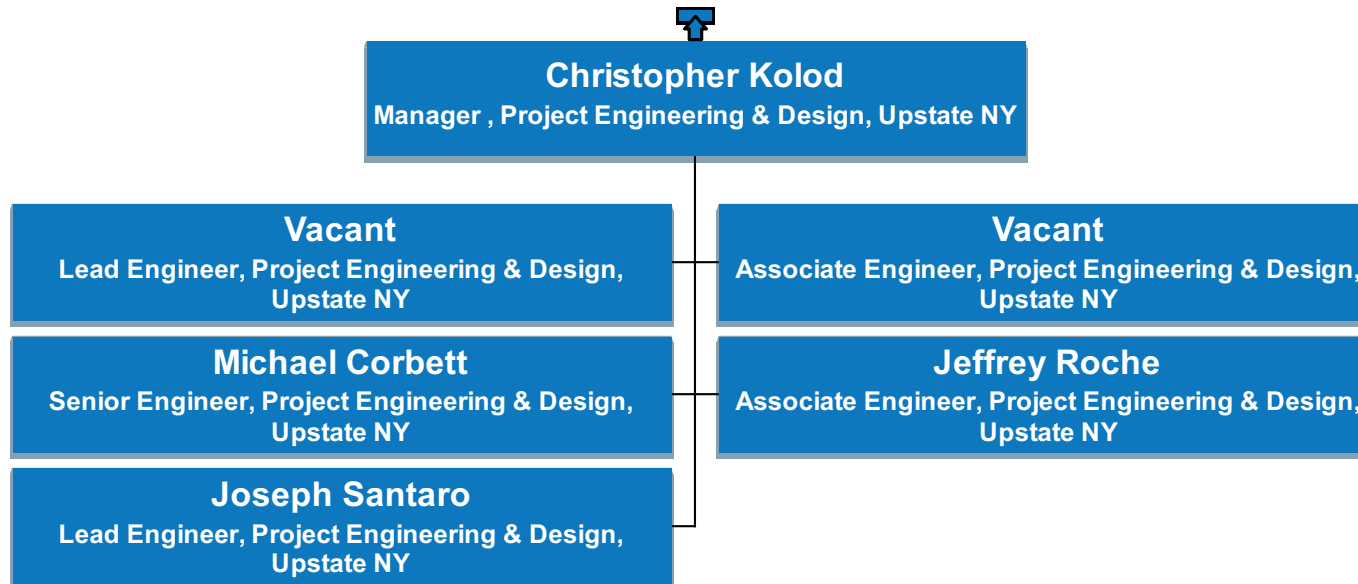 Christopher Kolod
Manager , Project Engineering & Design, Upstate NY
Vacant
Lead Engineer, Project Engineering & Design,
Upstate NY
Vacant
Associate Engineer, Project Engineering & Design,
Upstate NY
Michael Corbett
Senior Engineer, Project Engineering & Design,
Upstate NY
Jeffrey Roche
Associate Engineer, Project Engineering & Design,
Upstate NY
Joseph Santaro
Lead Engineer, Project Engineering & Design,
Upstate NY